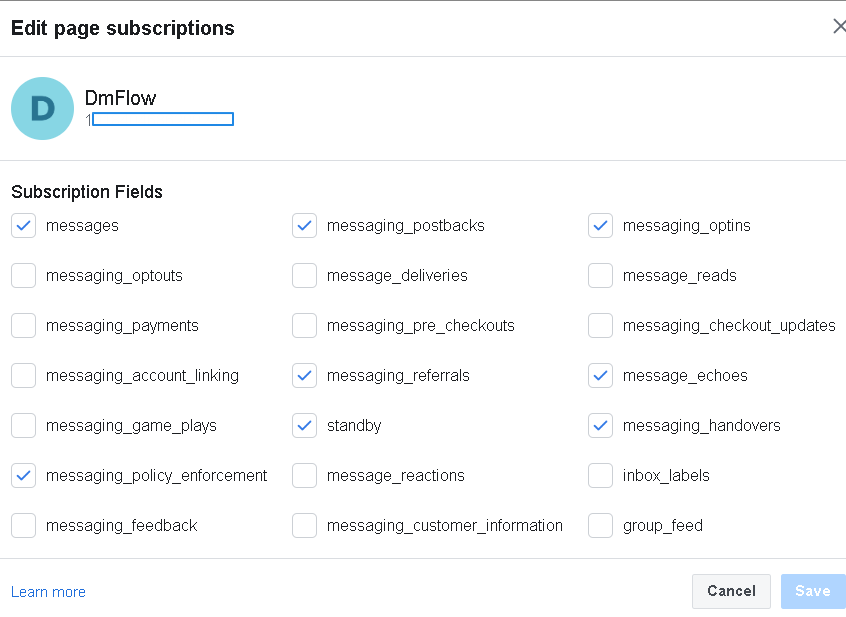 Edit page subscriptions
D
DmFlow
1
Subscription Fields
messages messaging_postbacks messaging_optins
messaging_optouts message_deliveries message_reads
messaging_payments messaging_pre_checkouts messaging_checkout_updates
messaging_account_linking messaging_referrals message_echoes
messaging_game_plays standby messaging_handovers
messaging_policy_enforcement message_reactions inbox_labels
messaging_feedback messaging_customer_information group_feed
Learn more Cancel Save